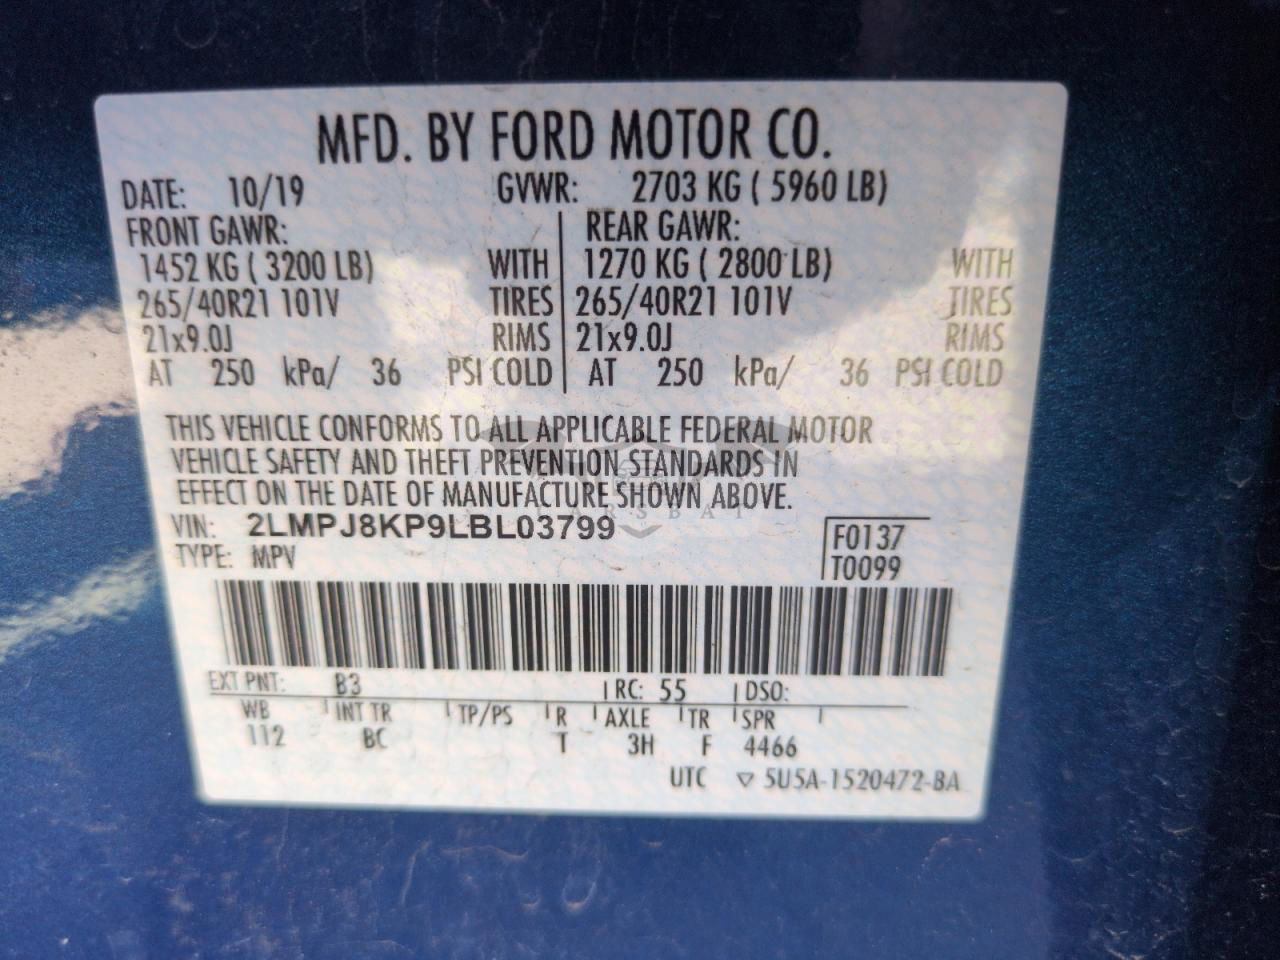 MFD. BY FORD MOTOR CO.
DATE: 10/19 GVWR: 2703 KG ( 5960 LB)
FRONT GAWR: REAR GAWR:
1452 KG ( 3200 LB) WITH 1270 KG ( 2800 LB) WITH
265/40R21 101V TIRES 265/40R21 101V TIRES
21x9.0J RIMS 21x9.0J RIMS
AT 250 kPa/ 36 PSI COLD AT 250 kPa/ 36 PSI COLD
THIS VEHICLE CONFORMS TO ALL APPLICABLE FEDERAL MOTOR
VEHICLE SAFETY AND THEFT PREVENTION STANDARDS IN
EFFECT ON THE DATE OF MANUFACTURE SHOWN ABOVE.
STARSBAT
VIN: 2LMPJ8KP9LBL03799 F0137
TYPE: MPV T0099
EXT PNT: B3 RC: 55 DSO:
WB INT TR TP/PS R AXLE TR SPR
112 BC T 3H F 4466
UTC ▽ 5U5A-1520472-BA